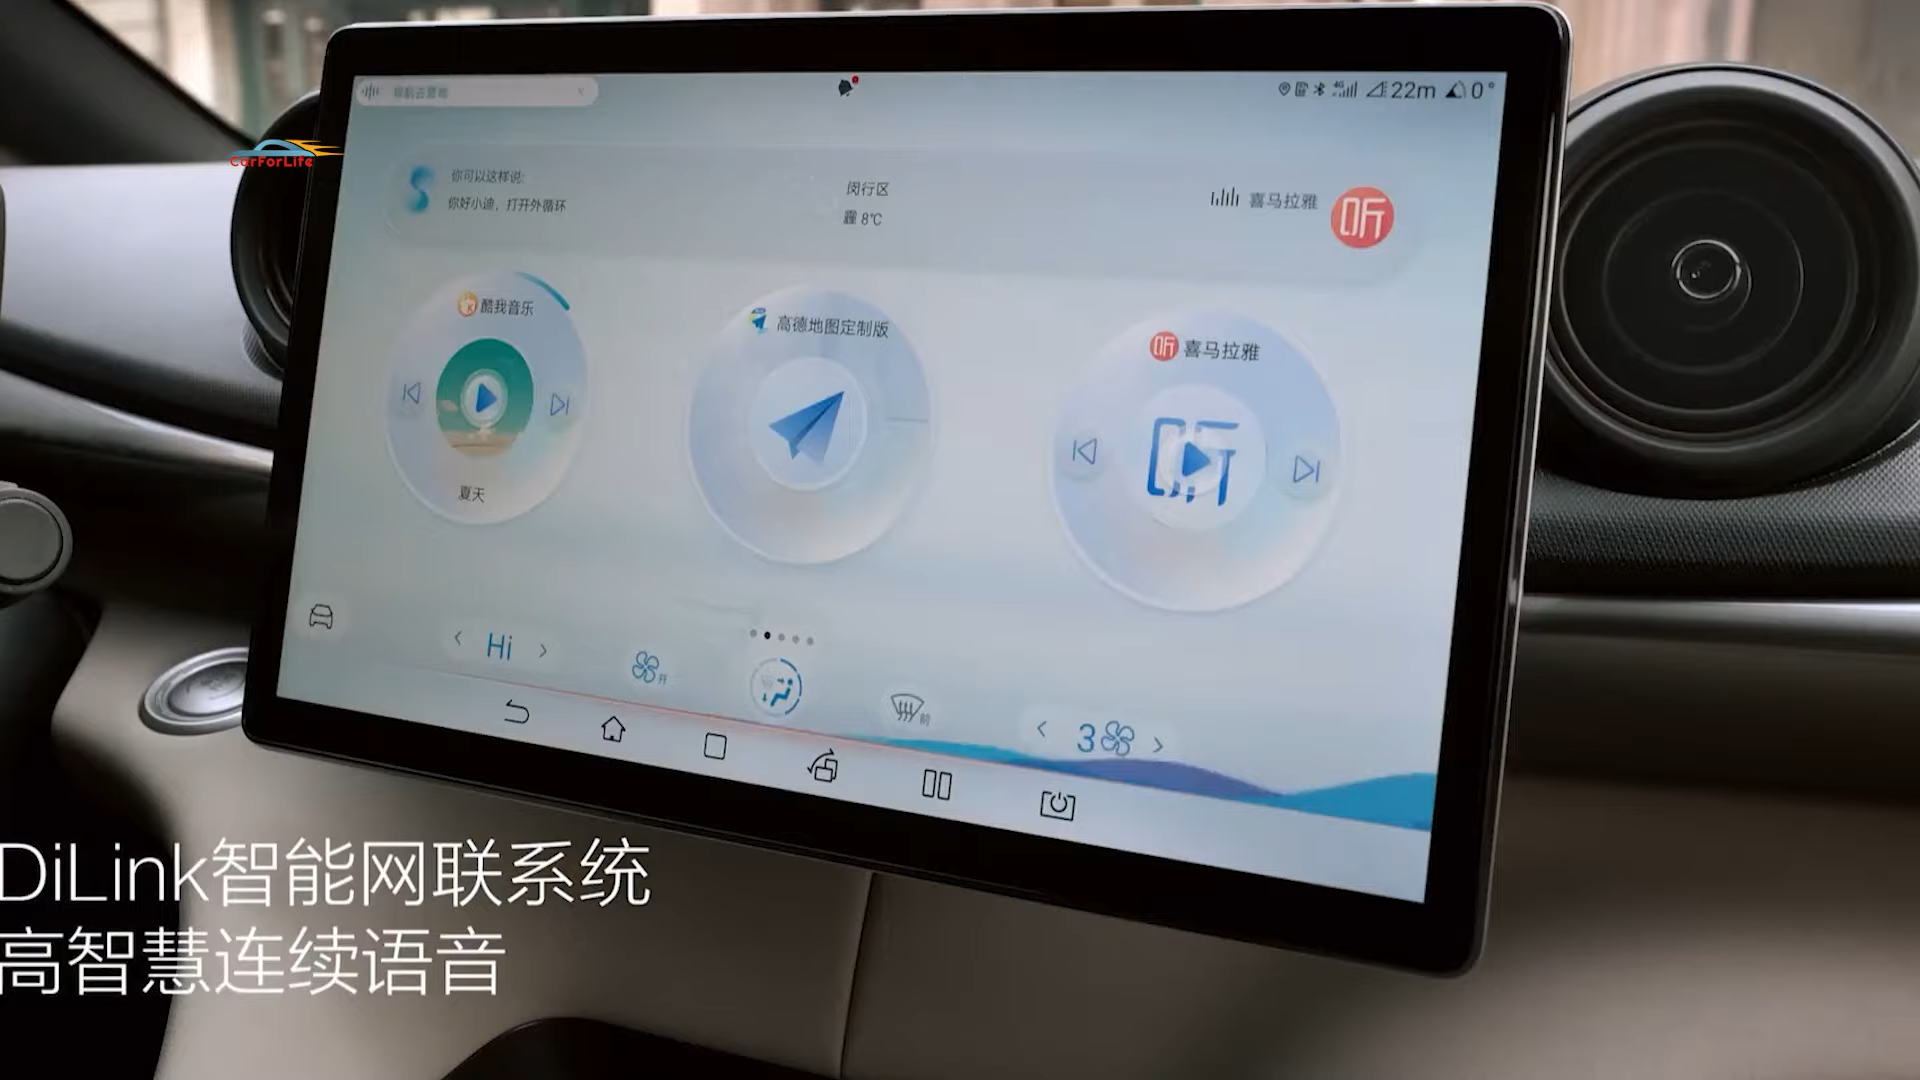 22m 0°
CarForLife
你可以这样说:
你好小迪，打开外循环
闵行区
霾 8℃
喜马拉雅
听
酷我音乐
夏天
高德地图定制版
喜马拉雅
听
Hi
开
前
3
DiLink智能网联系统
高智慧连续语音